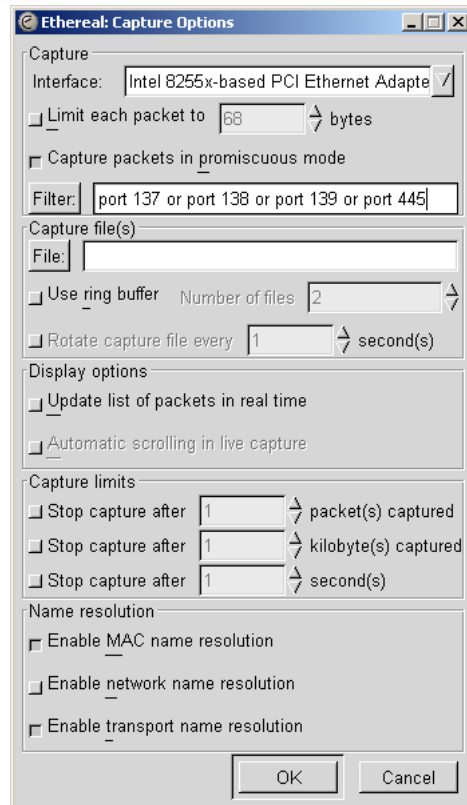 Ethereal: Capture Options
Capture
Interface: Intel 8255x-based PCI Ethernet Adapte
Limit each packet to 68 bytes
Capture packets in promiscuous mode
Filter: port 137 or port 138 or port 139 or port 445
Capture file(s)
File:
Use ring buffer Number of files 2
Rotate capture file every 1 second(s)
Display options
Update list of packets in real time
Automatic scrolling in live capture
Capture limits
Stop capture after 1 packet(s) captured
Stop capture after 1 kilobyte(s) captured
Stop capture after 1 second(s)
Name resolution
Enable MAC name resolution
Enable network name resolution
Enable transport name resolution
OK Cancel